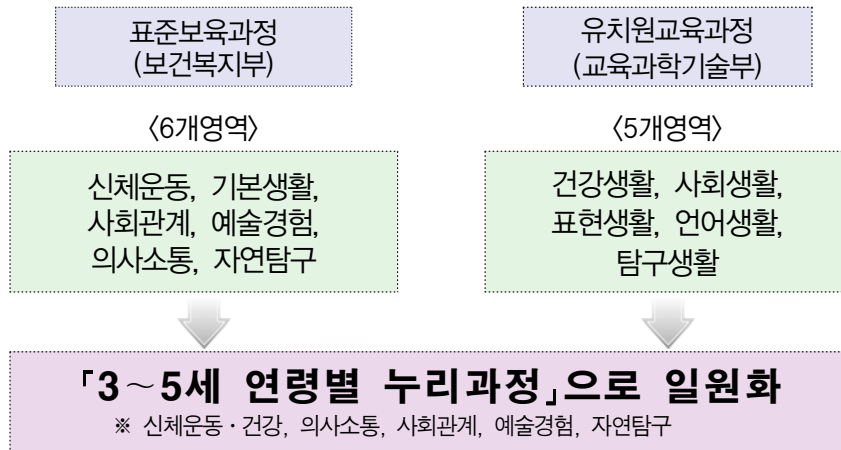 표준보육과정
(보건복지부)
유치원교육과정
(교육과학기술부)
〈6개영역〉
〈5개영역〉
신체운동, 기본생활,
사회관계, 예술경험,
의사소통, 자연탐구
건강생활, 사회생활,
표현생활, 언어생활,
탐구생활
「3～5세 연령별 누리과정」으로 일원화
※ 신체운동·건강, 의사소통, 사회관계, 예술경험, 자연탐구